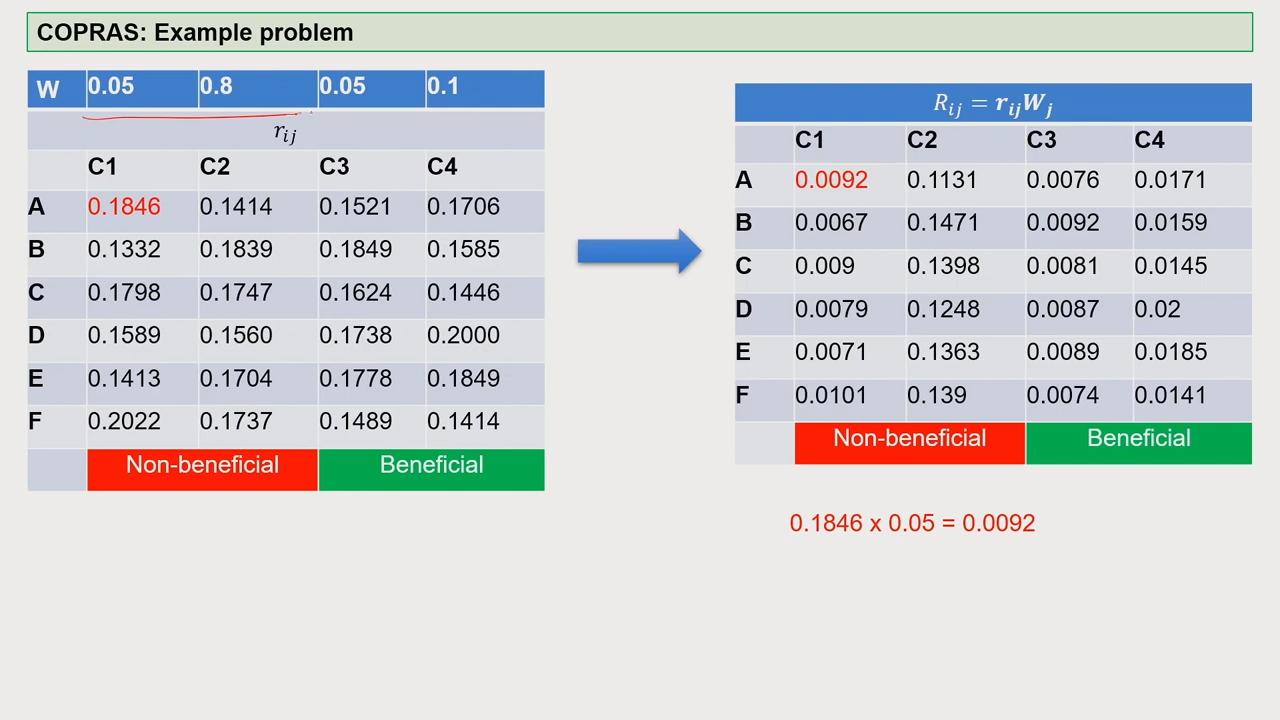 COPRAS: Example problem
W 0.05 0.8 0.05 0.1
r_ij
C1 C2 C3 C4
A 0.1846 0.1414 0.1521 0.1706
B 0.1332 0.1839 0.1849 0.1585
C 0.1798 0.1747 0.1624 0.1446
D 0.1589 0.1560 0.1738 0.2000
E 0.1413 0.1704 0.1778 0.1849
F 0.2022 0.1737 0.1489 0.1414
Non-beneficial Beneficial
R_ij = r_ij W_j
C1 C2 C3 C4
A 0.0092 0.1131 0.0076 0.0171
B 0.0067 0.1471 0.0092 0.0159
C 0.009 0.1398 0.0081 0.0145
D 0.0079 0.1248 0.0087 0.02
E 0.0071 0.1363 0.0089 0.0185
F 0.0101 0.139 0.0074 0.0141
Non-beneficial Beneficial
0.1846 x 0.05 = 0.0092